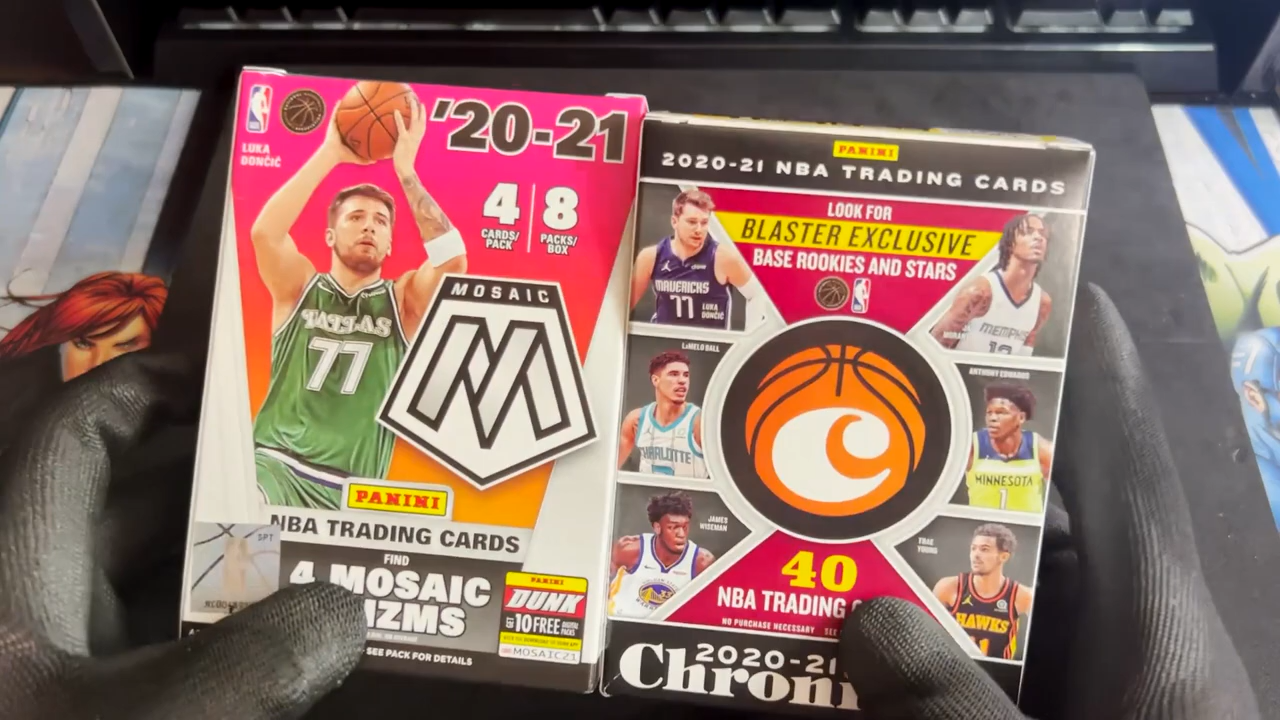 '20-21
LUKA
DONČIĆ
4
CARDS/
PACK
8
PACKS/
BOX
MOSAIC
77
PANINI
NBA TRADING CARDS
SPT
FIND
4 MOSAIC
PANINI
DUNK
10 FREE
MOSAIC21
SEE PACK FOR DETAILS
PANINI
2020-21 NBA TRADING CARDS
LOOK FOR
BLASTER EXCLUSIVE
BASE ROOKIES AND STARS
MAVERICKS
77
LUKA
DONČIĆ
MEMPHIS
12
LAMELO BALL
CHARLOTTE
ANTHONY EDWARDS
MINNESOTA
1
JAMES
WISEMAN
TRAE
YOUNG
HAWKS
40
NBA TRADING
NO PURCHASE NECESSARY
2020-21